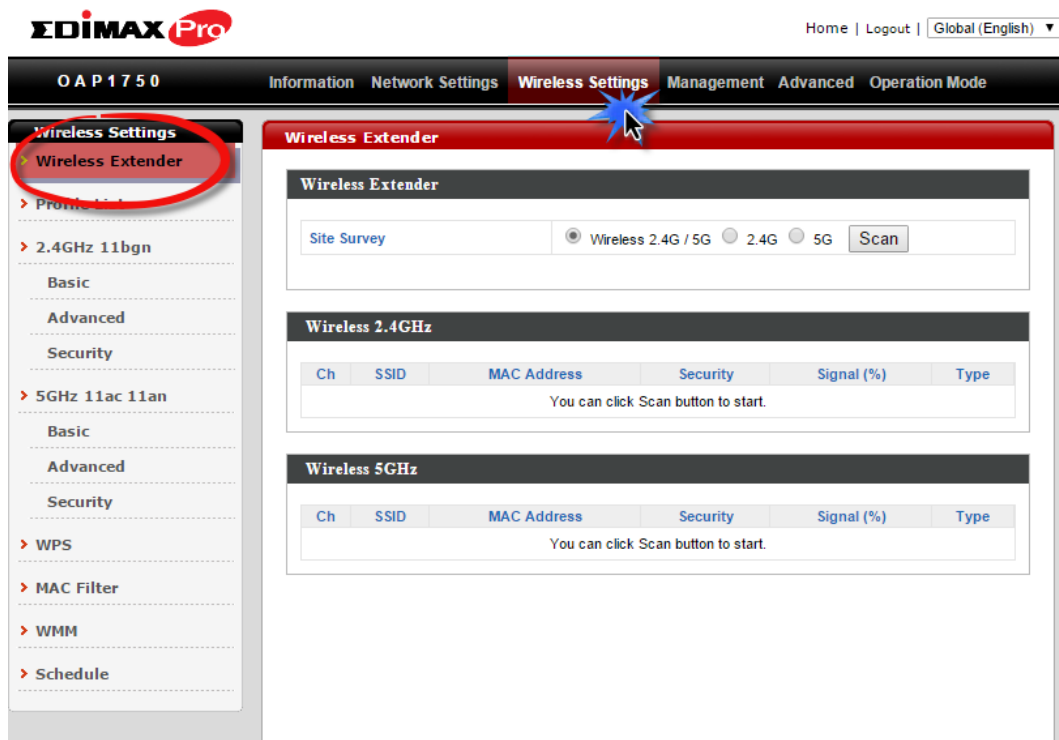 EDIMAX Pro
Home | Logout | Global (English)
OAP1750
Information Network Settings Wireless Settings Management Advanced Operation Mode
Wireless Settings
Wireless Extender
Profile List
2.4GHz 11bgn
Basic
Advanced
Security
5GHz 11ac 11an
Basic
Advanced
Security
WPS
MAC Filter
WMM
Schedule
Wireless Extender
Wireless Extender
Site Survey Wireless 2.4G / 5G 2.4G 5G Scan
Wireless 2.4GHz
Ch SSID MAC Address Security Signal (%) Type
You can click Scan button to start.
Wireless 5GHz
Ch SSID MAC Address Security Signal (%) Type
You can click Scan button to start.